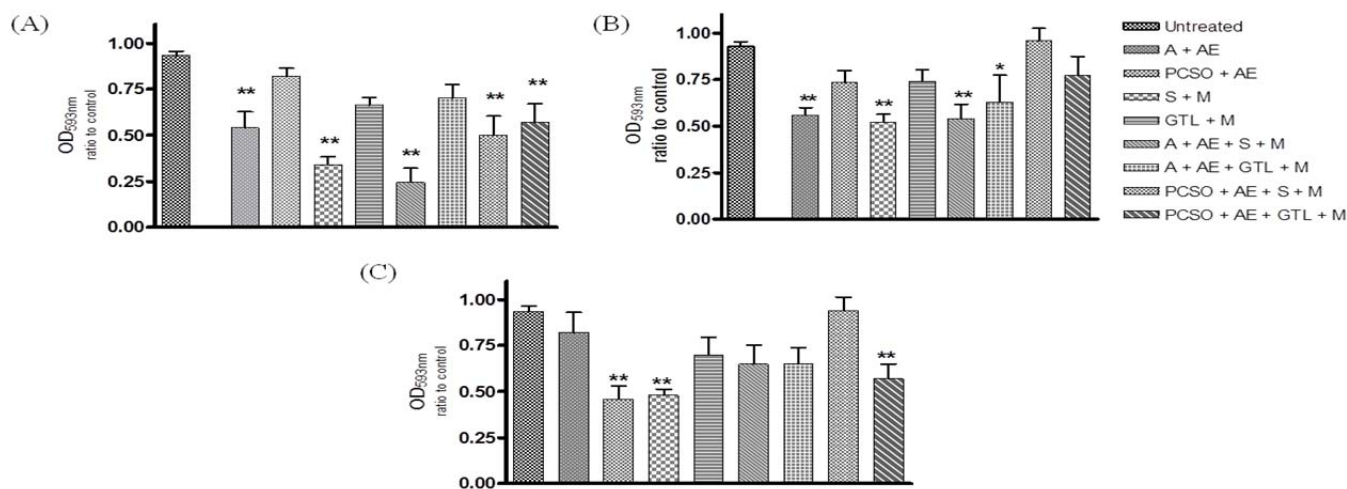 (A)
1.00
0.75
0.50
0.25
0.00
OD593nm
ratio to control
**
**
**
**
**
(B)
1.00
0.75
0.50
0.25
0.00
OD593nm
ratio to control
**
**
**
*
Untreated
A + AE
PCSO + AE
S + M
GTL + M
A + AE + S + M
A + AE + GTL + M
PCSO + AE + S + M
PCSO + AE + GTL + M
(C)
1.00
0.75
0.50
0.25
0.00
OD593nm
ratio to control
**
**
**